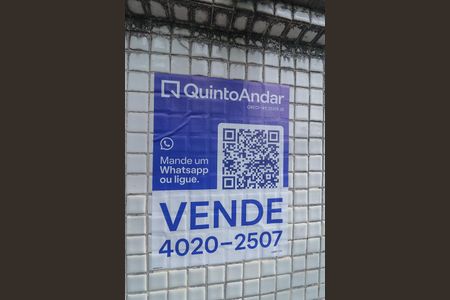 QuintoAndar
Mande um
Whatsapp
ou ligue.
VENDE
4020-2507